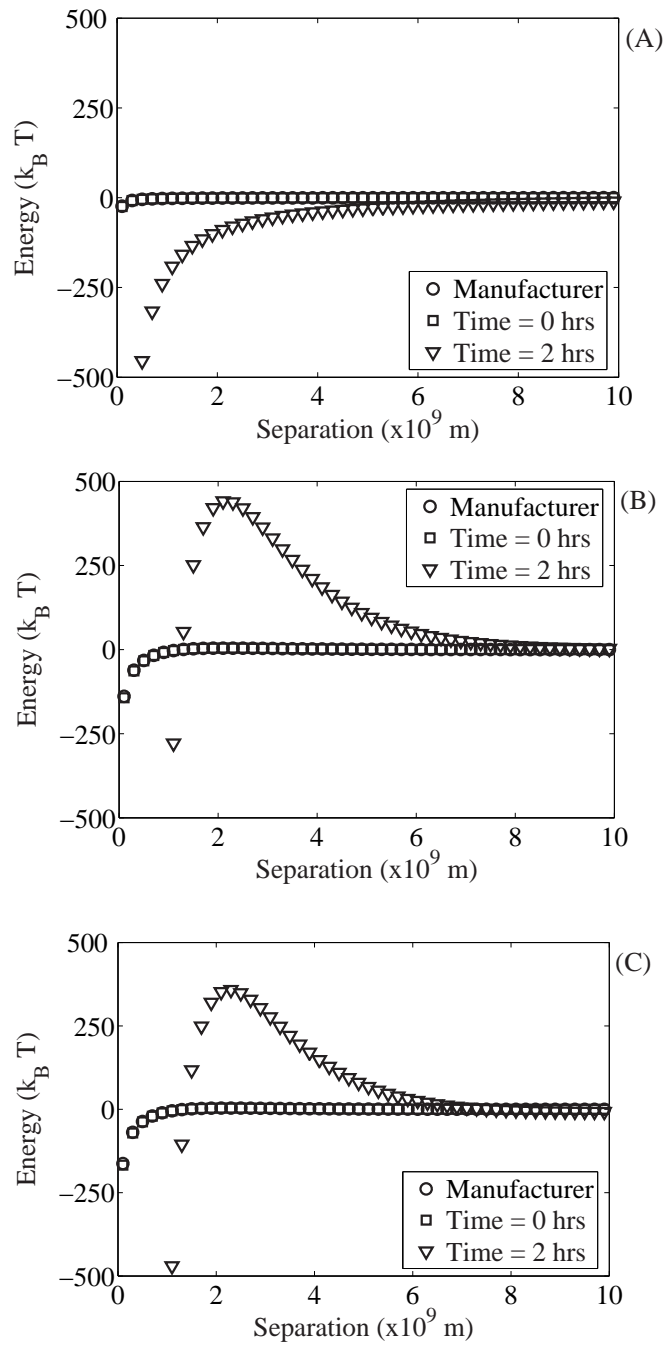 (A)
500
250
0
−250
−500
Energy (k_B T)
Manufacturer
Time = 0 hrs
Time = 2 hrs
0 2 4 6 8 10
Separation (x10^9 m)
(B)
500
250
0
−250
−500
Energy (k_B T)
Manufacturer
Time = 0 hrs
Time = 2 hrs
0 2 4 6 8 10
Separation (x10^9 m)
(C)
500
250
0
−250
−500
Energy (k_B T)
Manufacturer
Time = 0 hrs
Time = 2 hrs
0 2 4 6 8 10
Separation (x10^9 m)